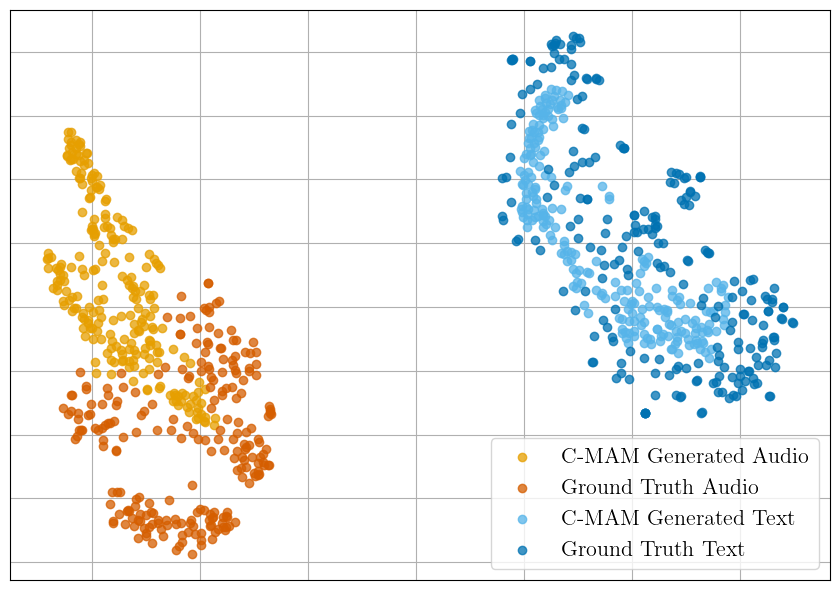 C-MAM Generated Audio
Ground Truth Audio
C-MAM Generated Text
Ground Truth Text